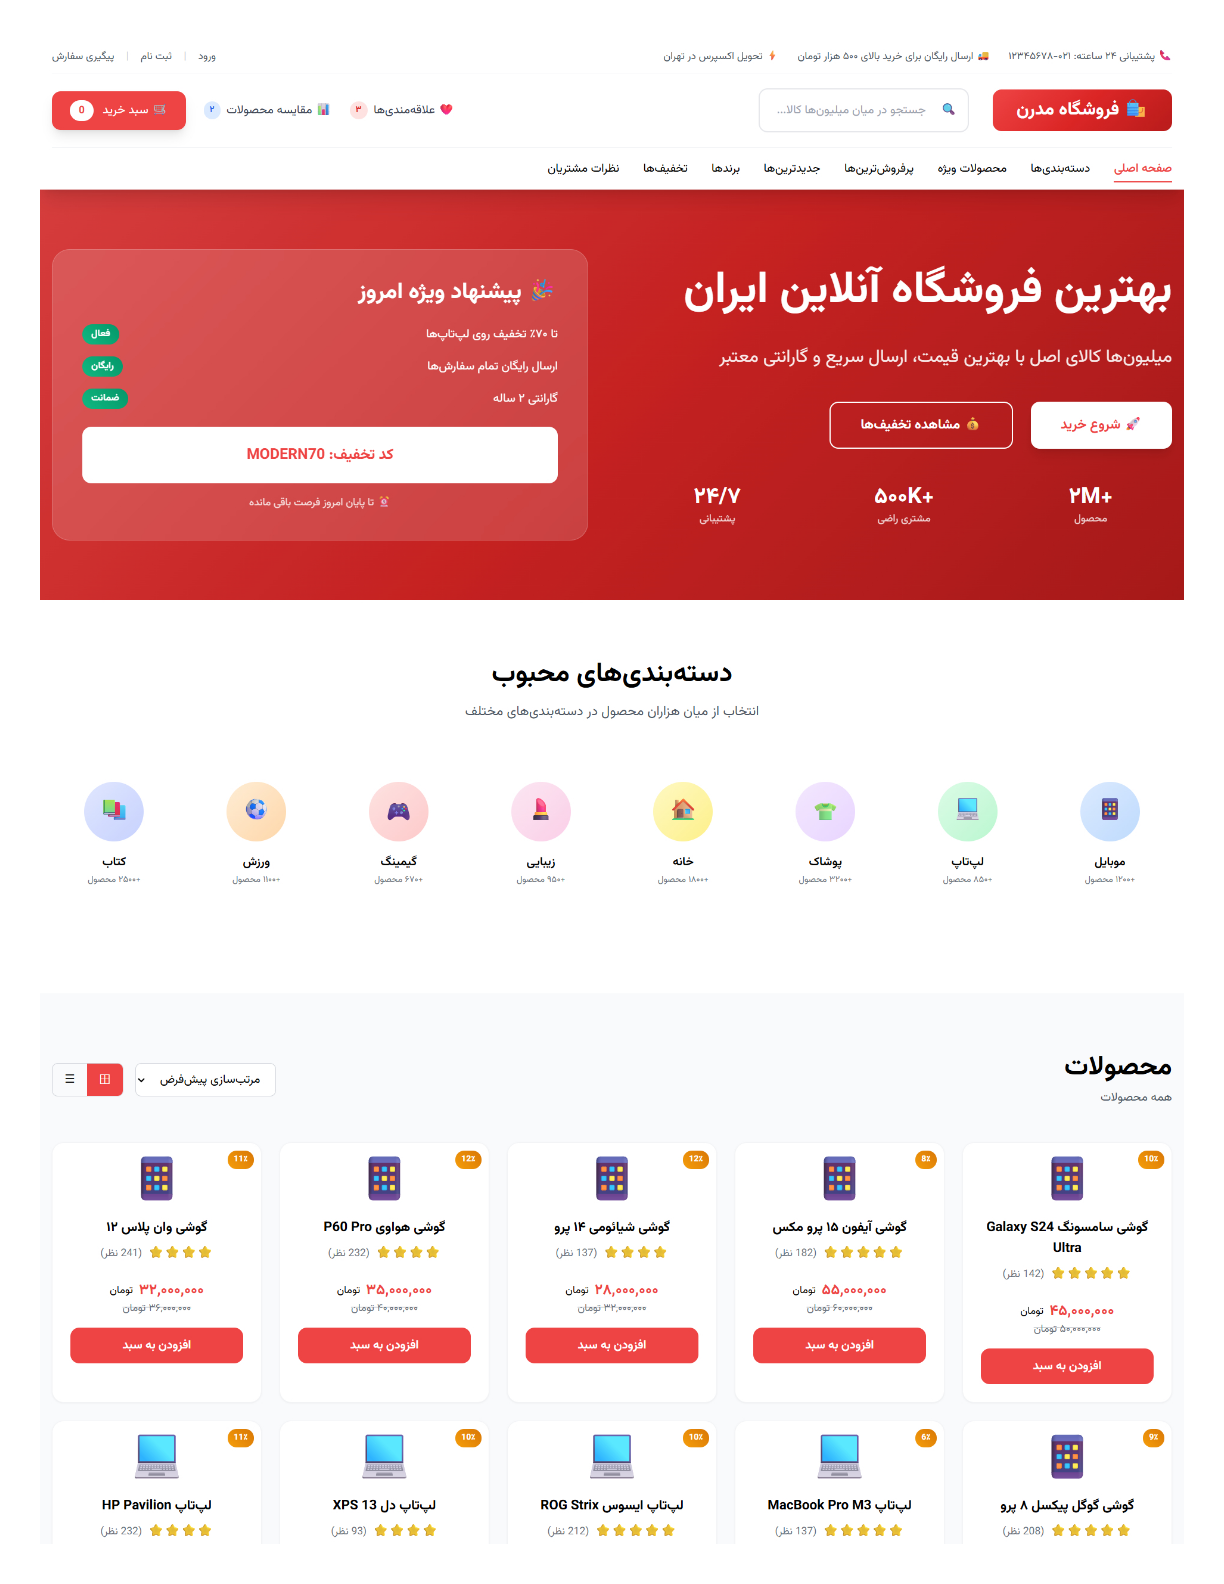 پشتیبانی ۲۴ ساعته: ۰۲۱-۱۲۳۴۵۶۷۸
ارسال رایگان برای خرید بالای ۵۰۰ هزار تومان
تحویل اکسپرس در تهران
ورود | ثبت نام | پیگیری سفارش
فروشگاه مدرن
جستجو در میان میلیون‌ها کالا...
علاقه‌مندی‌ها ۳
مقایسه محصولات ۲
سبد خرید 0
صفحه اصلی دسته‌بندی‌ها محصولات ویژه پرفروش‌ترین‌ها جدیدترین‌ها برندها تخفیف‌ها نظرات مشتریان
بهترین فروشگاه آنلاین ایران
میلیون‌ها کالای اصل با بهترین قیمت، ارسال سریع و گارانتی معتبر
شروع خرید
مشاهده تخفیف‌ها
۲M+
محصول
۵۰۰K+
مشتری راضی
۲۴/۷
پشتیبانی
پیشنهاد ویژه امروز
تا ۷۰٪ تخفیف روی لپ‌تاپ‌ها فعال
ارسال رایگان تمام سفارش‌ها رایگان
گارانتی ۲ ساله ضمانت
کد تخفیف: MODERN70
تا پایان امروز فرصت باقی مانده
دسته‌بندی‌های محبوب
انتخاب از میان هزاران محصول در دسته‌بندی‌های مختلف
موبایل
۱۲۰۰+ محصول
لپ‌تاپ
۸۵۰+ محصول
پوشاک
۳۲۰۰+ محصول
خانه
۱۸۰۰+ محصول
زیبایی
۹۵۰+ محصول
گیمینگ
۶۷۰+ محصول
ورزش
۱۱۰۰+ محصول
کتاب
۲۵۰۰+ محصول
محصولات
همه محصولات
مرتب‌سازی پیش‌فرض
10٪
گوشی سامسونگ Galaxy S24
Ultra
(142 نظر)
۴۵,۰۰۰,۰۰۰ تومان
۵۰,۰۰۰,۰۰۰ تومان
افزودن به سبد
8٪
گوشی آیفون ۱۵ پرو مکس
(182 نظر)
۵۵,۰۰۰,۰۰۰ تومان
۶۰,۰۰۰,۰۰۰ تومان
افزودن به سبد
12٪
گوشی شیائومی ۱۴ پرو
(137 نظر)
۲۸,۰۰۰,۰۰۰ تومان
۳۲,۰۰۰,۰۰۰ تومان
افزودن به سبد
12٪
گوشی هواوی P60 Pro
(232 نظر)
۳۵,۰۰۰,۰۰۰ تومان
۴۰,۰۰۰,۰۰۰ تومان
افزودن به سبد
11٪
گوشی وان پلاس ۱۲
(241 نظر)
۳۲,۰۰۰,۰۰۰ تومان
۳۶,۰۰۰,۰۰۰ تومان
افزودن به سبد
9٪
گوشی گوگل پیکسل ۸ پرو
(208 نظر)
6٪
لپ‌تاپ MacBook Pro M3
(137 نظر)
10٪
لپ‌تاپ ایسوس ROG Strix
(212 نظر)
10٪
لپ‌تاپ دل XPS 13
(93 نظر)
11٪
لپ‌تاپ HP Pavilion
(232 نظر)